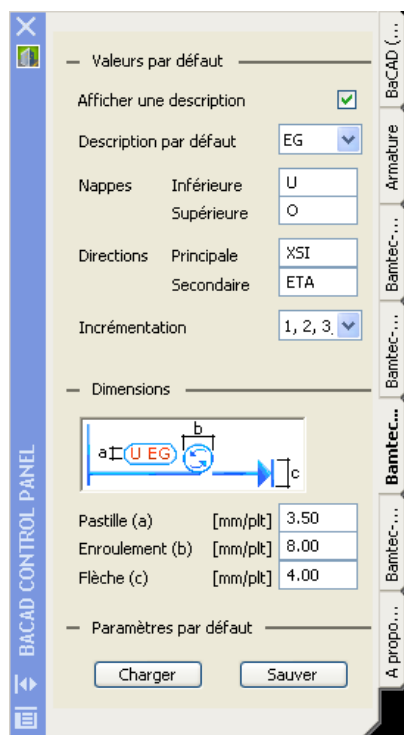 BACAD CONTROL PANEL
Valeurs par défaut
Afficher une description
Description par défaut EG
Nappes Inférieure U
Supérieure O
Directions Principale XSI
Secondaire ETA
Incrémentation 1, 2, 3,
Dimensions
b
a U EG
c
Pastille (a) [mm/plt] 3.50
Enroulement (b) [mm/plt] 8.00
Flèche (c) [mm/plt] 4.00
Paramètres par défaut
Charger Sauver
BaCAD (...
Armature
Bamtec-...
Bamtec-...
Bamtec...
Bamtec-...
A propo...